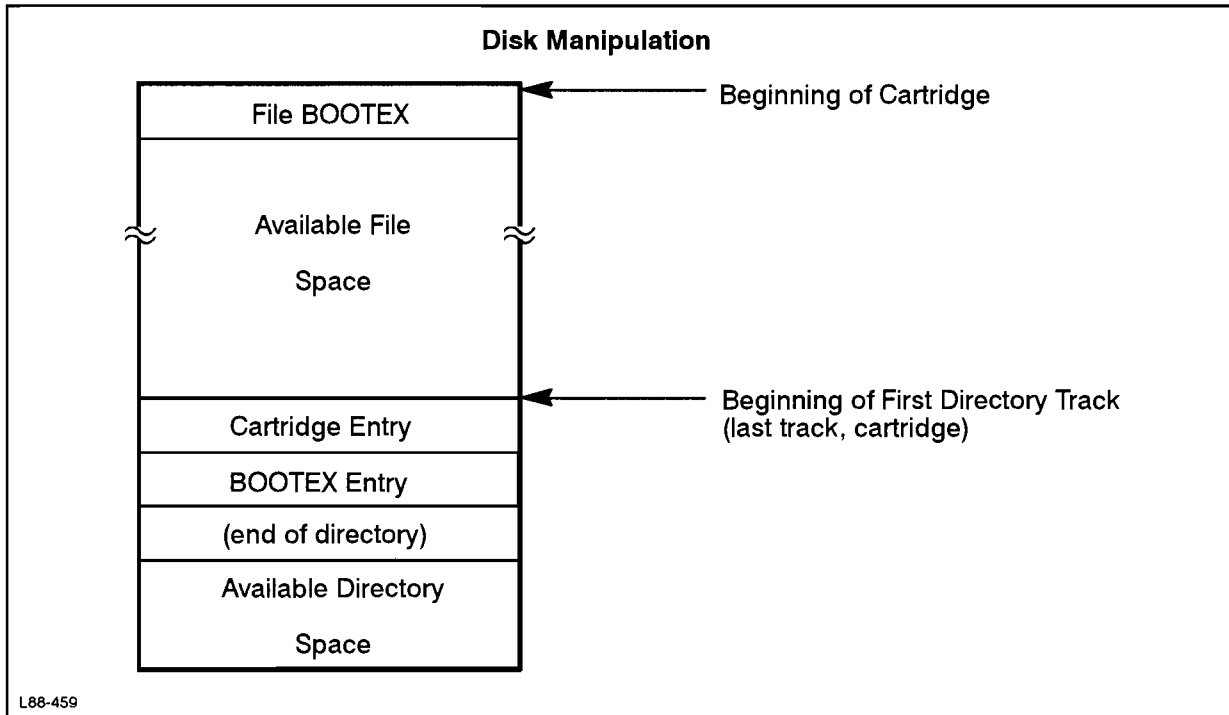 Disk Manipulation
Beginning of Cartridge
File BOOTEX
Available File
Space
Beginning of First Directory Track
(last track, cartridge)
Cartridge Entry
BOOTEX Entry
(end of directory)
Available Directory
Space
L88-459